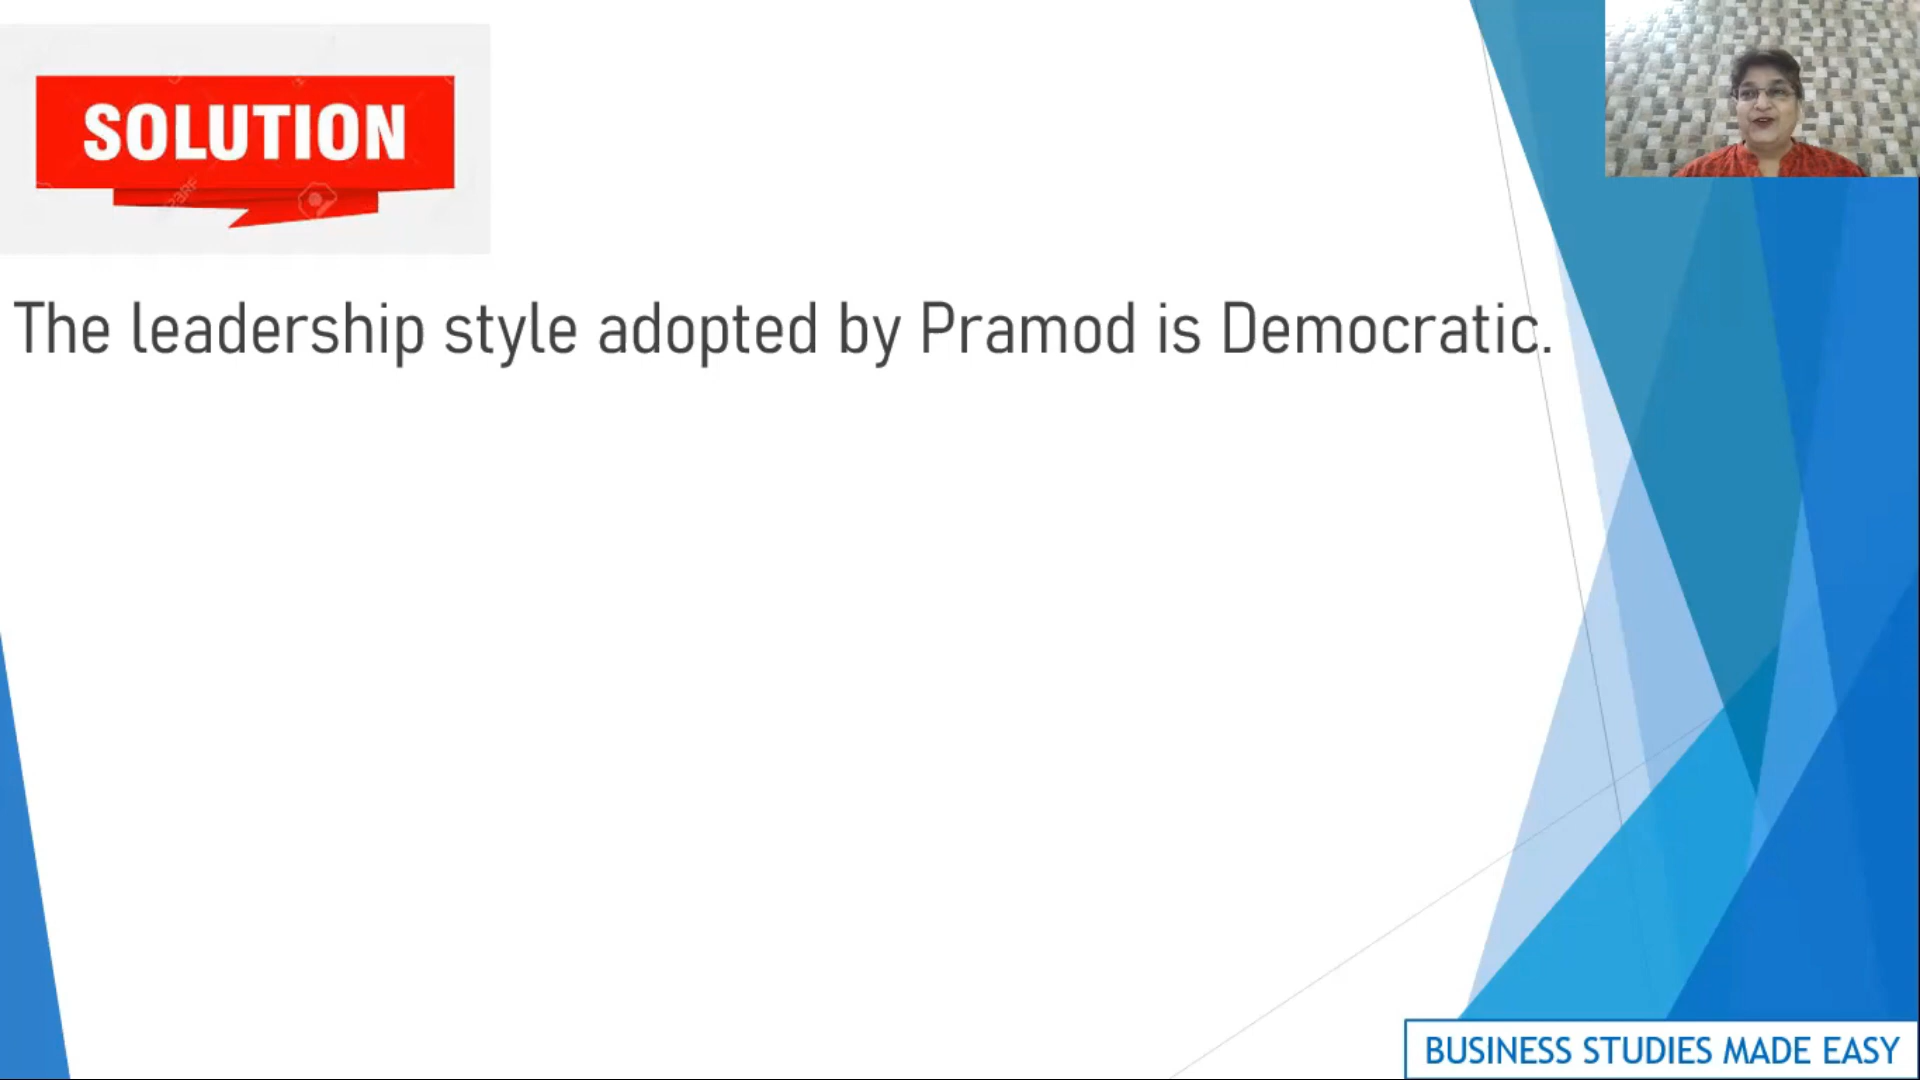 SOLUTION
The leadership style adopted by Pramod is Democratic.
BUSINESS STUDIES MADE EASY